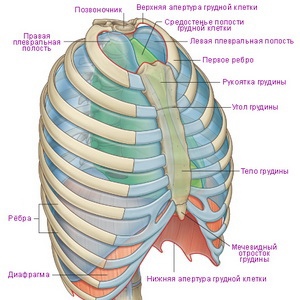 Позвоночник
Верхняя апертура грудной клетки
Средостенье полости
грудной клетки
Правая
плевральная
полость
Левая плевральная полость
Первое ребро
Рукоятка грудины
Угол грудины
Тело грудины
Рёбра
Мечевидный
отросток
грудины
Диафрагма
Нижняя апертура грудной клетки